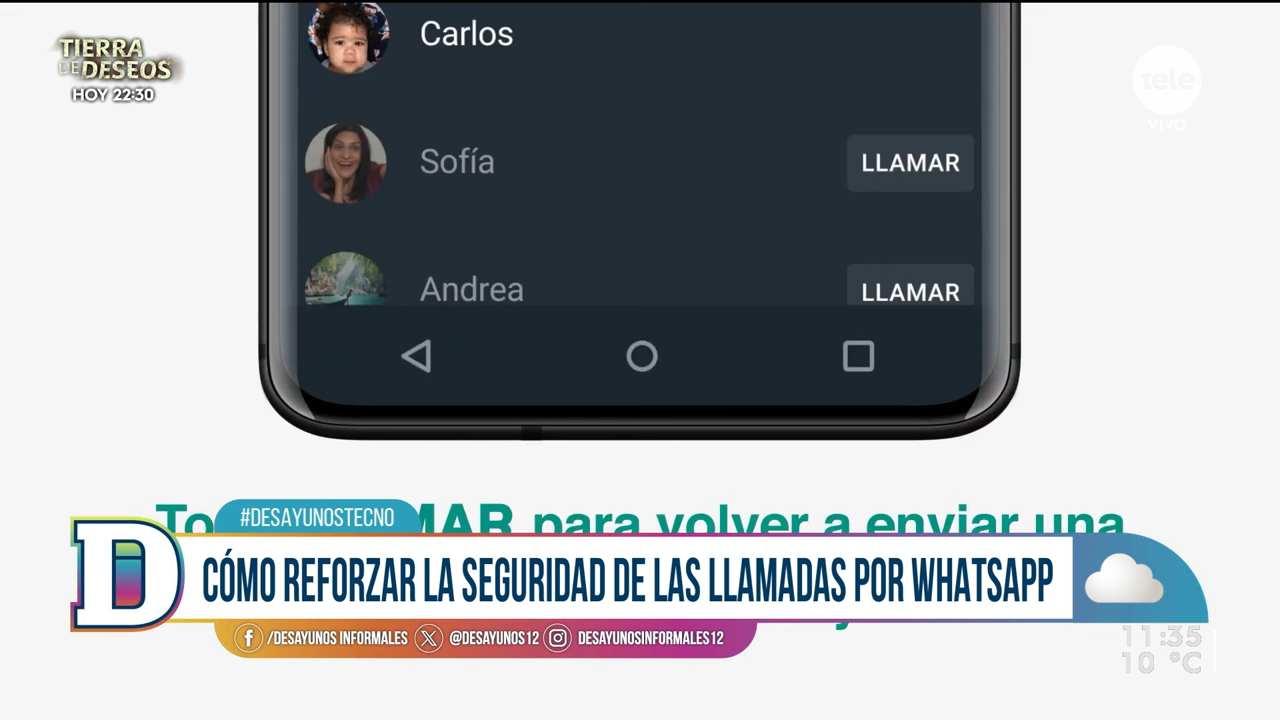 TIERRA
DE DESEOS
HOY 22:30
tele
VIVO
Carlos
Sofía
LLAMAR
Andrea
LLAMAR
para volver a enviar una
#DESAYUNOSTECNO
CÓMO REFORZAR LA SEGURIDAD DE LAS LLAMADAS POR WHATSAPP
/DESAYUNOS INFORMALES
@DESAYUNOS12
DESAYUNOSINFORMALES12
11:35
10 °C